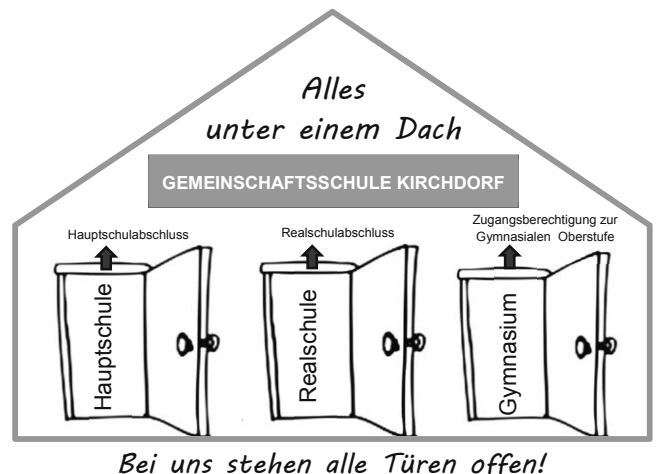 Alles
unter einem Dach
GEMEINSCHAFTSSCHULE KIRCHDORF
Hauptschulabschluss
Realschulabschluss
Zugangsberechtigung zur
Gymnasialen Oberstufe
Hauptschule
Realschule
Gymnasium
Bei uns stehen alle Türen offen!